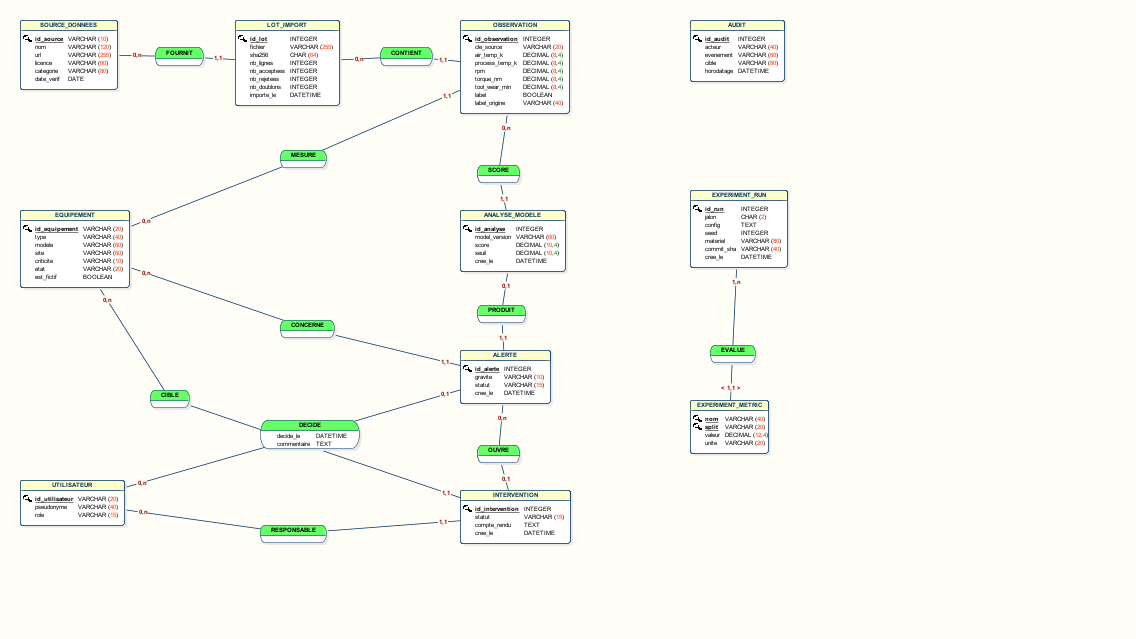 SOURCE_DONNEES
id_source VARCHAR (10)
nom VARCHAR (120)
url VARCHAR (255)
licence VARCHAR (60)
categorie VARCHAR (80)
date_verif DATE
0,n
FOURNIT
1,1
LOT_IMPORT
id_lot INTEGER
fichier VARCHAR (255)
sha256 CHAR (64)
nb_lignes INTEGER
nb_acceptees INTEGER
nb_rejetees INTEGER
nb_doublons INTEGER
importe_le DATETIME
0,n
CONTIENT
1,1
OBSERVATION
id_observation INTEGER
cle_source VARCHAR (20)
air_temp_k DECIMAL (8,4)
process_temp_k DECIMAL (8,4)
rpm DECIMAL (8,4)
torque_nm DECIMAL (8,4)
tool_wear_min DECIMAL (8,4)
label BOOLEAN
label_origine VARCHAR (40)
AUDIT
id_audit INTEGER
acteur VARCHAR (40)
evenement VARCHAR (60)
cible VARCHAR (60)
horodatage DATETIME
1,1
MESURE
0,n
0,n
SCORE
1,1
EQUIPEMENT
id_equipement VARCHAR (20)
type VARCHAR (40)
modele VARCHAR (60)
site VARCHAR (60)
criticite VARCHAR (10)
etat VARCHAR (20)
est_fictif BOOLEAN
ANALYSE_MODELE
id_analyse INTEGER
model_version VARCHAR (60)
score DECIMAL (10,4)
seuil DECIMAL (10,4)
cree_le DATETIME
EXPERIMENT_RUN
id_run INTEGER
jalon CHAR (2)
config TEXT
seed INTEGER
materiel VARCHAR (80)
commit_sha VARCHAR (40)
cree_le DATETIME
0,n
CONCERNE
1,1
0,n
CIBLE
0,1
PRODUIT
1,1
1,n
EVALUE
< 1,1 >
ALERTE
id_alerte INTEGER
gravite VARCHAR (10)
statut VARCHAR (15)
cree_le DATETIME
0,1
DECIDE
decide_le DATETIME
commentaire TEXT
0,n
OUVRE
0,1
EXPERIMENT_METRIC
nom VARCHAR (40)
split VARCHAR (20)
valeur DECIMAL (12,4)
unite VARCHAR (20)
UTILISATEUR
id_utilisateur VARCHAR (20)
pseudonyme VARCHAR (40)
role VARCHAR (15)
0,n
1,1
0,n
RESPONSABLE
1,1
INTERVENTION
id_intervention INTEGER
statut VARCHAR (15)
compte_rendu TEXT
cree_le DATETIME